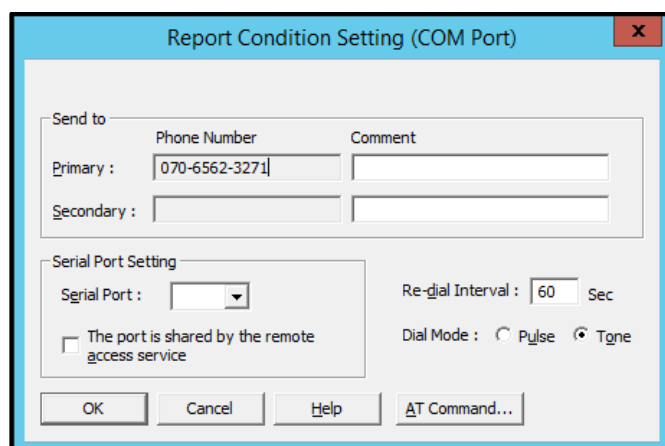 Report Condition Setting (COM Port)
x
Send to
Phone Number Comment
Primary : 070-6562-3271
Secondary :
Serial Port Setting
Serial Port :
Re-dial Interval : 60 Sec
The port is shared by the remote
access service
Dial Mode : Pulse Tone
OK Cancel Help AT Command...